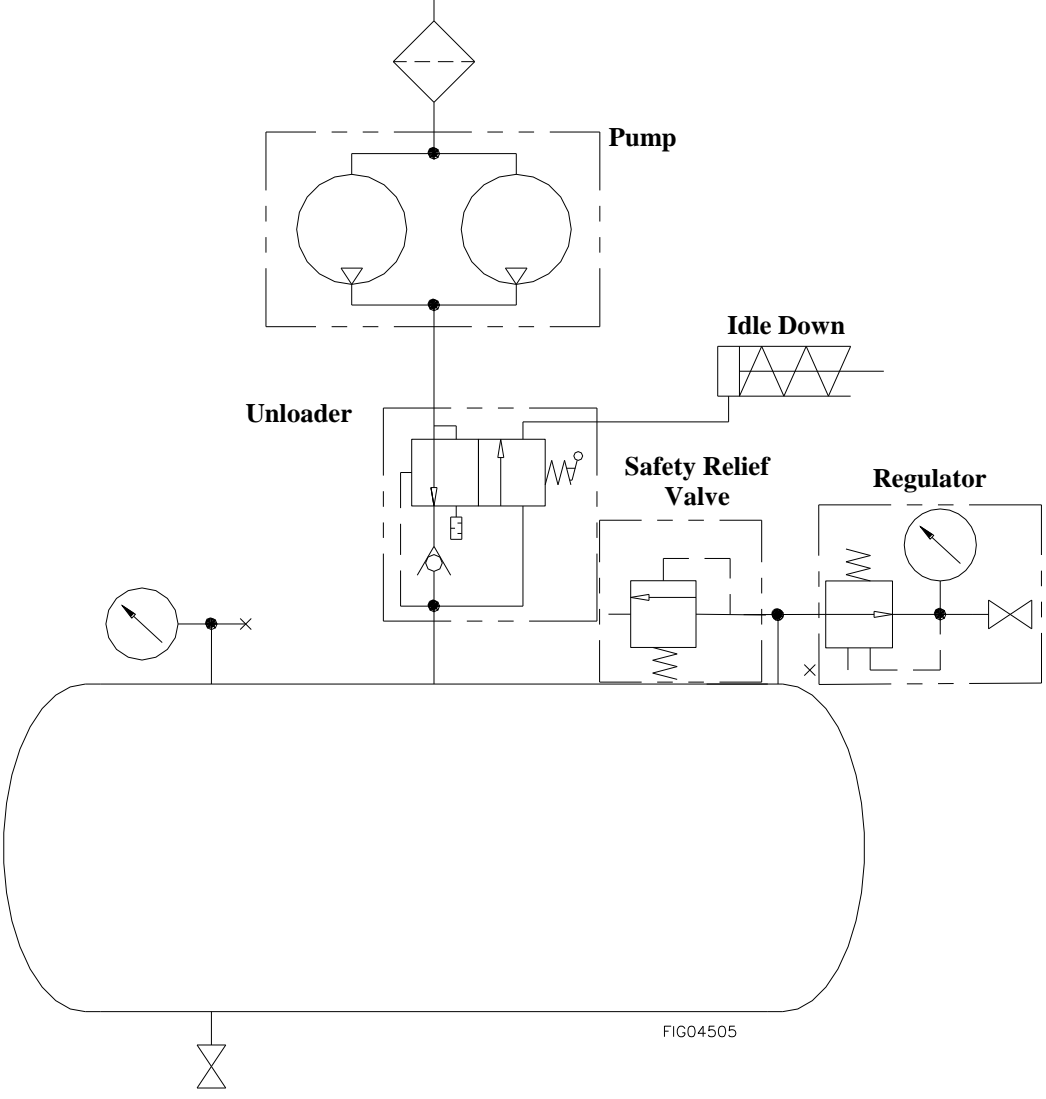 Pump
Idle Down
Unloader
Safety Relief
Valve
Regulator
FIG04505